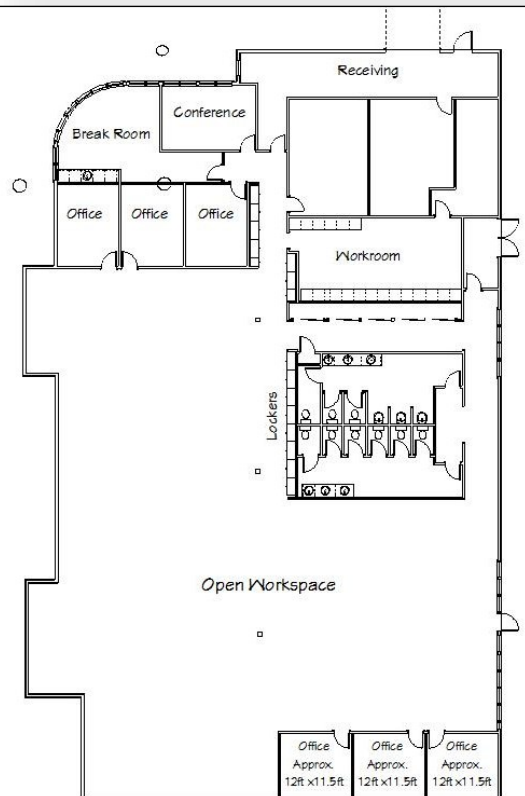 Receiving
Conference
Break Room
Office
Office
Office
Workroom
Lockers
Open Workspace
Office
Approx.
12ft x11.5ft
Office
Approx.
12ft x11.5ft
Office
Approx.
12ft x11.5ft